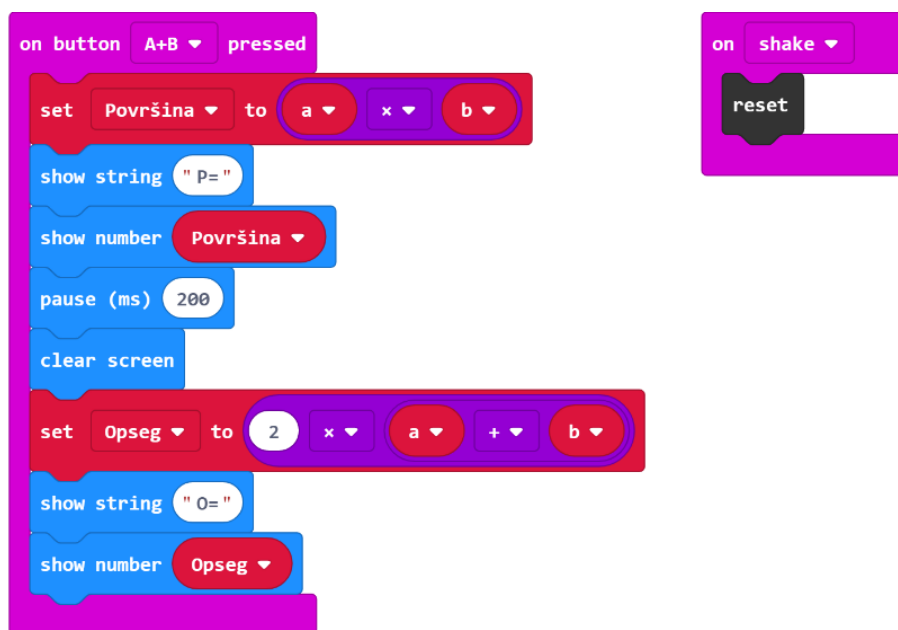 on button A+B pressed
set Površina to a × b
show string "P="
show number Površina
pause (ms) 200
clear screen
set Opseg to 2 × a + b
show string "O="
show number Opseg
on shake
reset